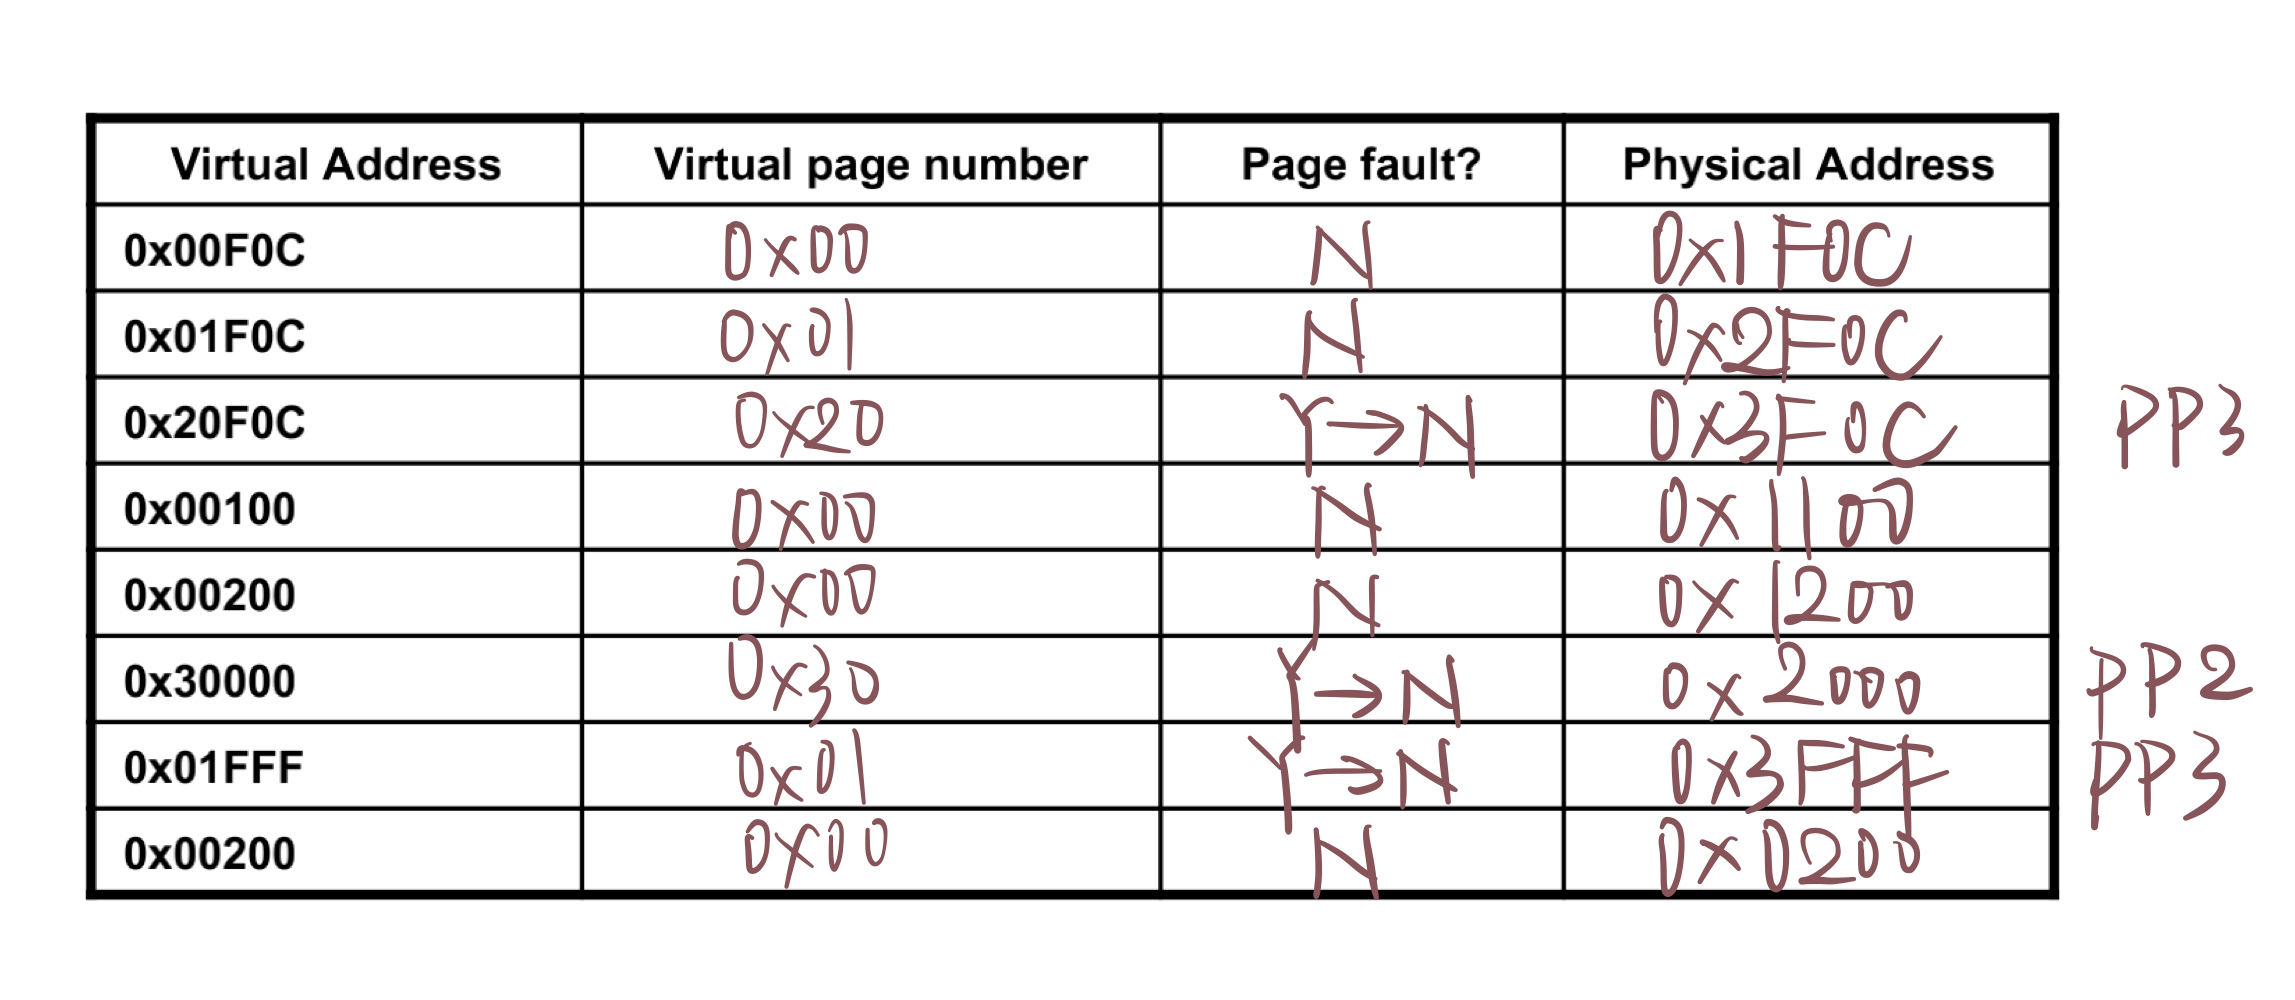 Virtual Address Virtual page number Page fault? Physical Address
0x00F0C 0x00 N 0x1F0C
0x01F0C 0x01 N 0x2F0C
0x20F0C 0x20 Y→N 0x3F0C PP3
0x00100 0x00 N 0x1100
0x00200 0x00 N 0x1200
0x30000 0x30 Y→N 0x2000 PP2
0x01FFF 0x01 Y→N 0x3FFF PP3
0x00200 0x00 N 0x0200